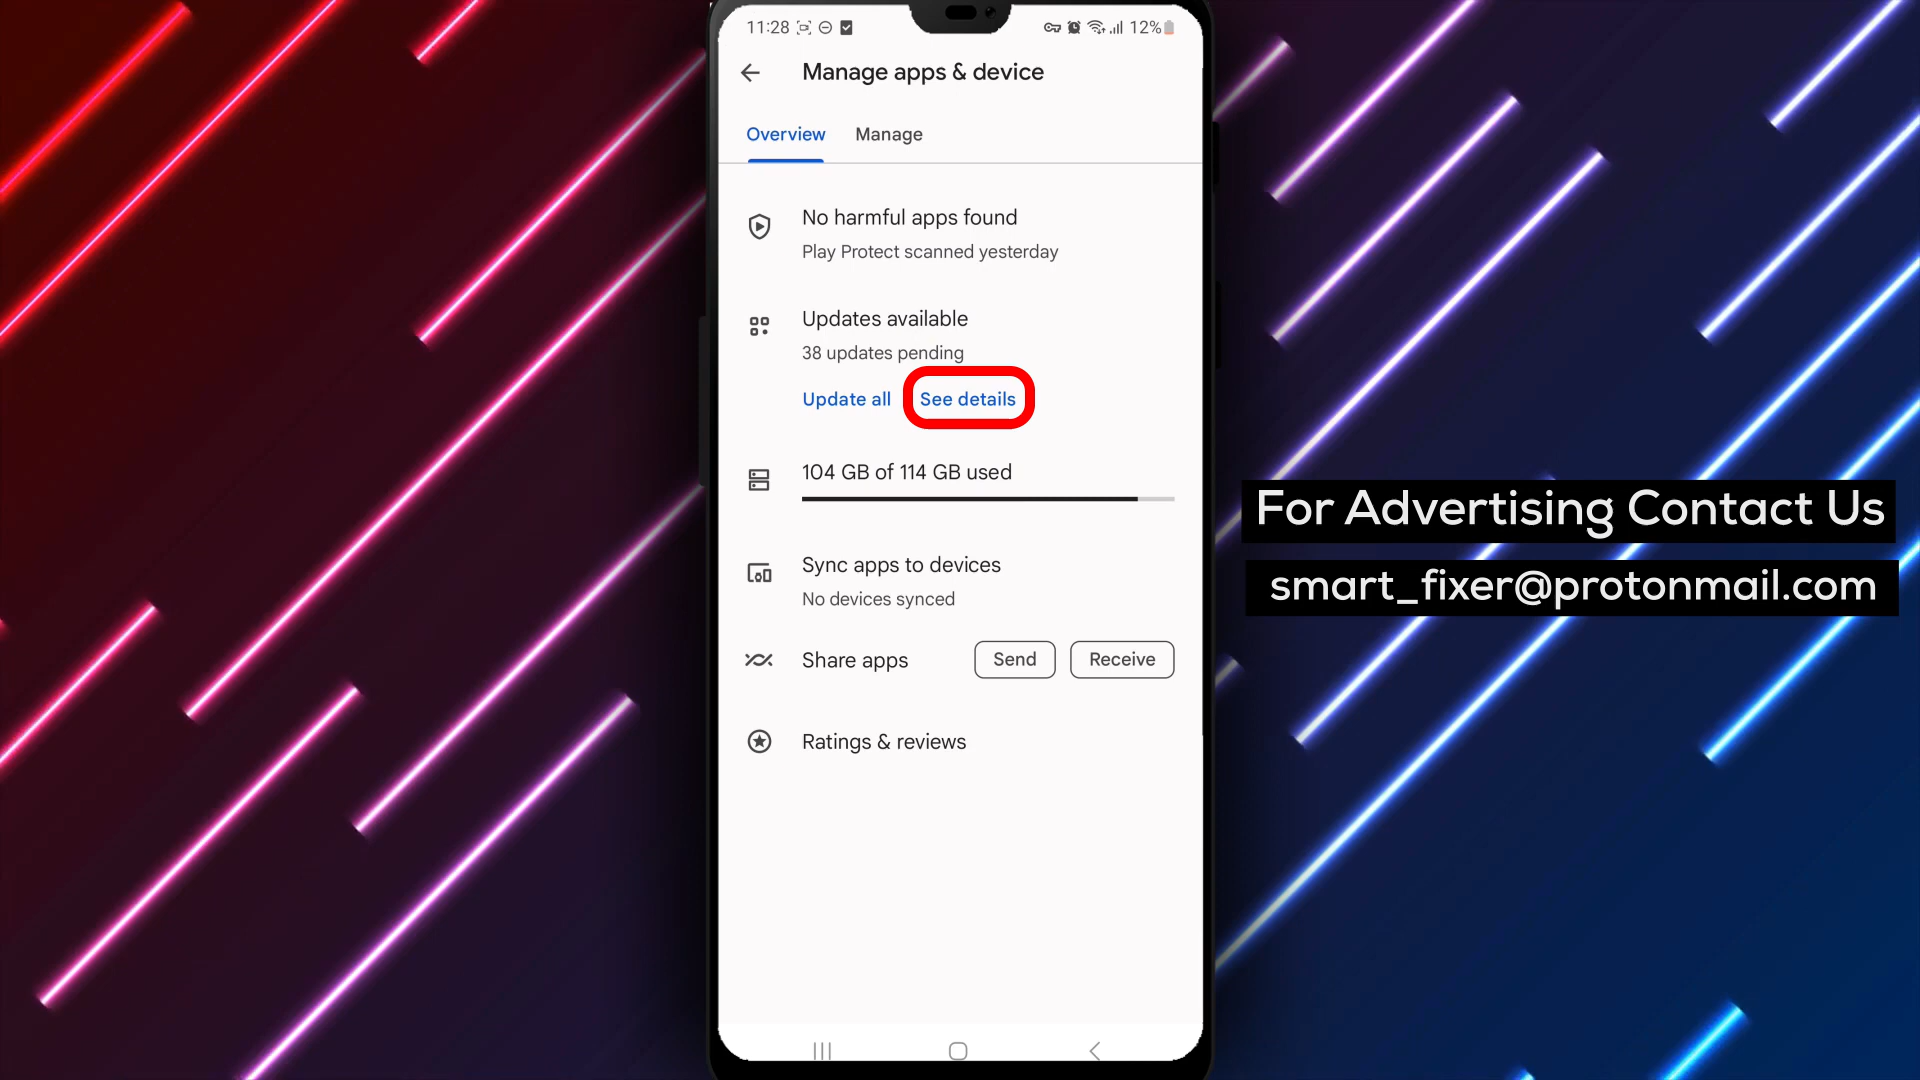 11:28 12%
Manage apps & device
Overview Manage
No harmful apps found
Play Protect scanned yesterday
Updates available
38 updates pending
Update all See details
104 GB of 114 GB used
Sync apps to devices
No devices synced
Share apps Send Receive
Ratings & reviews
For Advertising Contact Us
smart_fixer@protonmail.com